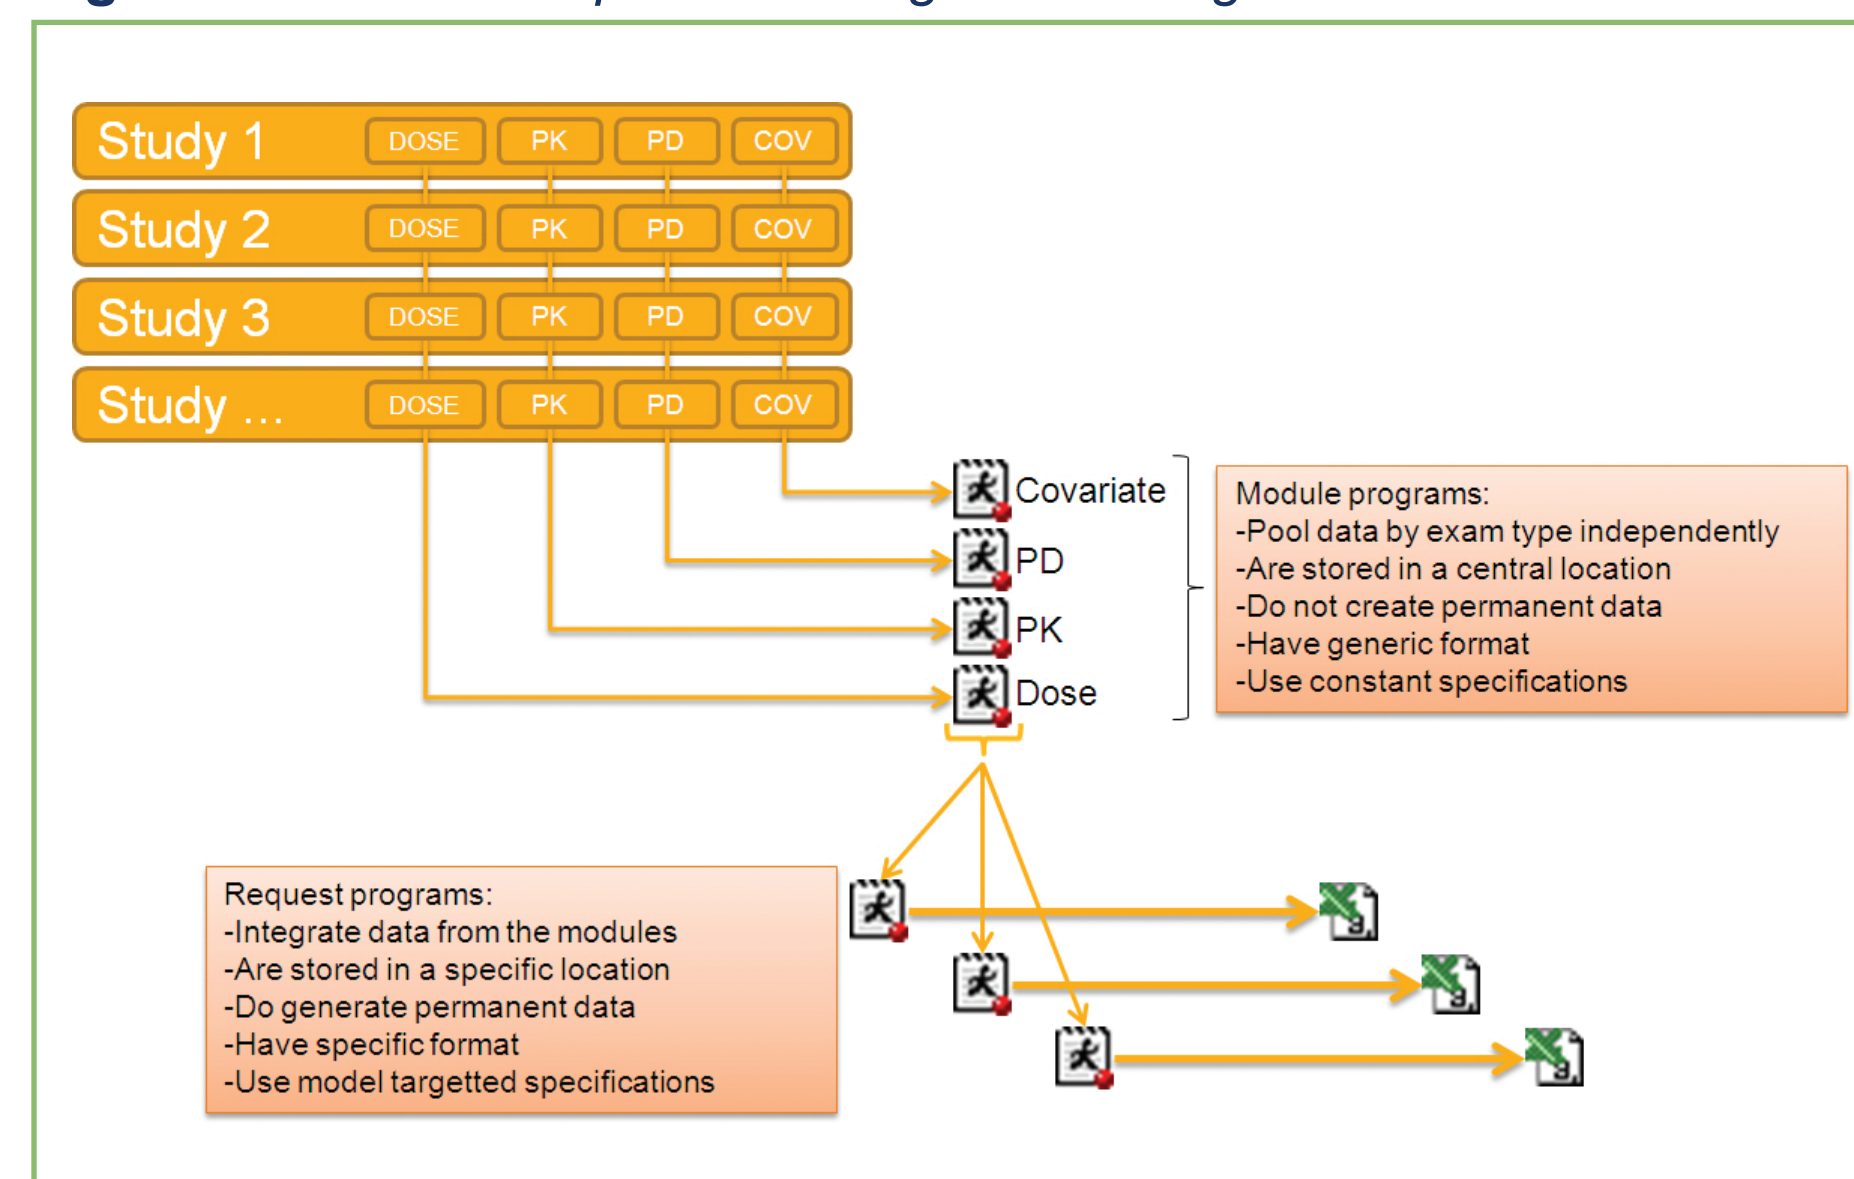 Study 1 DOSE PK PD COV
Study 2 DOSE PK PD COV
Study 3 DOSE PK PD COV
Study ... DOSE PK PD COV
Covariate
PD
PK
Dose
Module programs:
-Pool data by exam type independently
-Are stored in a central location
-Do not create permanent data
-Have generic format
-Use constant specifications
Request programs:
-Integrate data from the modules
-Are stored in a specific location
-Do generate permanent data
-Have specific format
-Use model targetted specifications